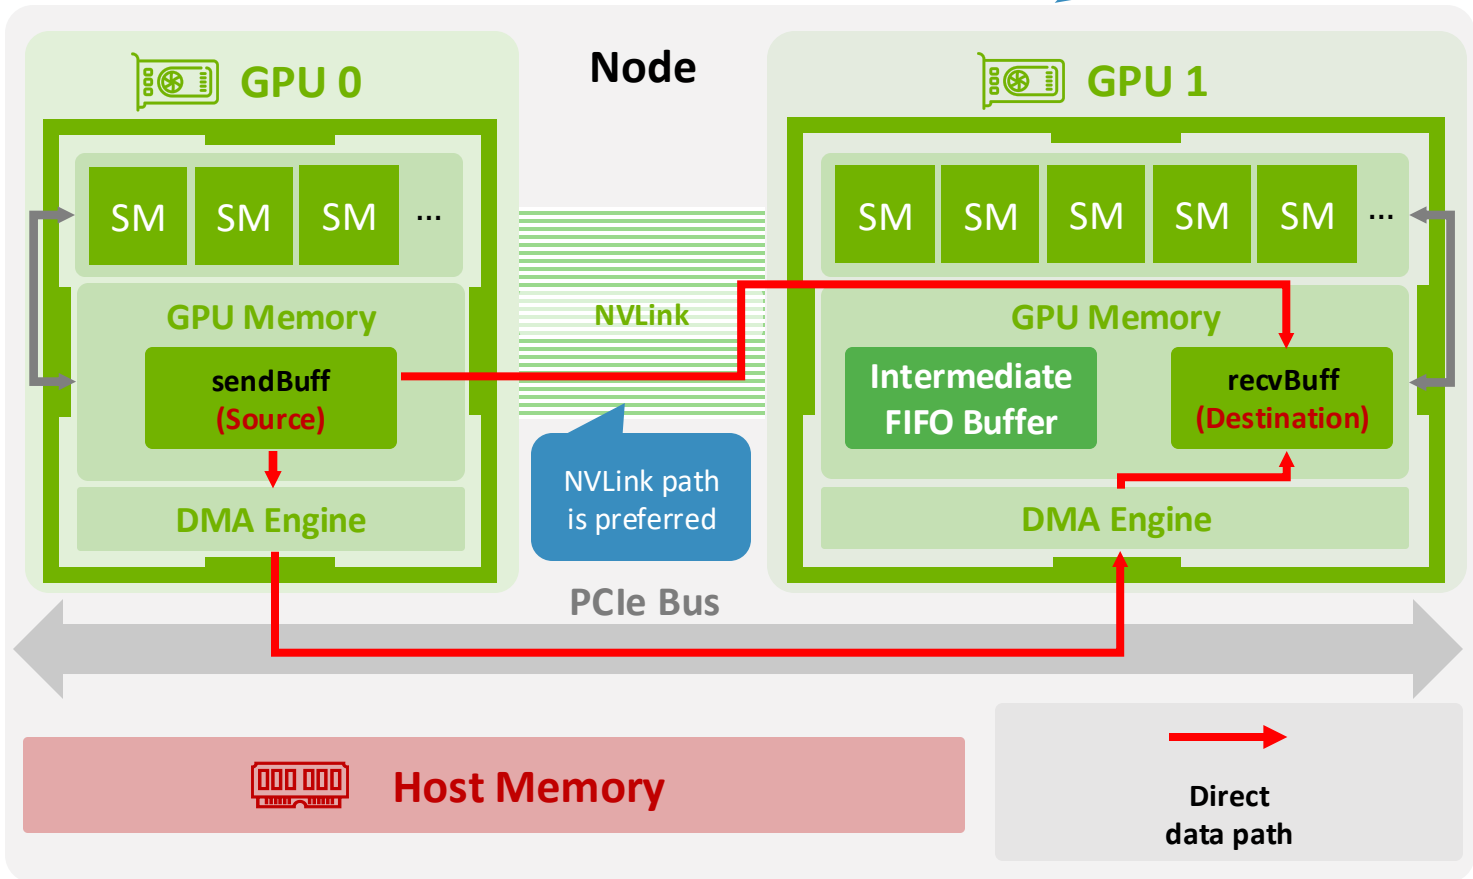 Node
GPU 0
SM
SM
SM
...
GPU Memory
sendBuff
(Source)
DMA Engine
NVLink
NVLink path
is preferred
GPU 1
SM
SM
SM
SM
SM
...
GPU Memory
Intermediate
FIFO Buffer
recvBuff
(Destination)
DMA Engine
PCIe Bus
Host Memory
Direct
data path